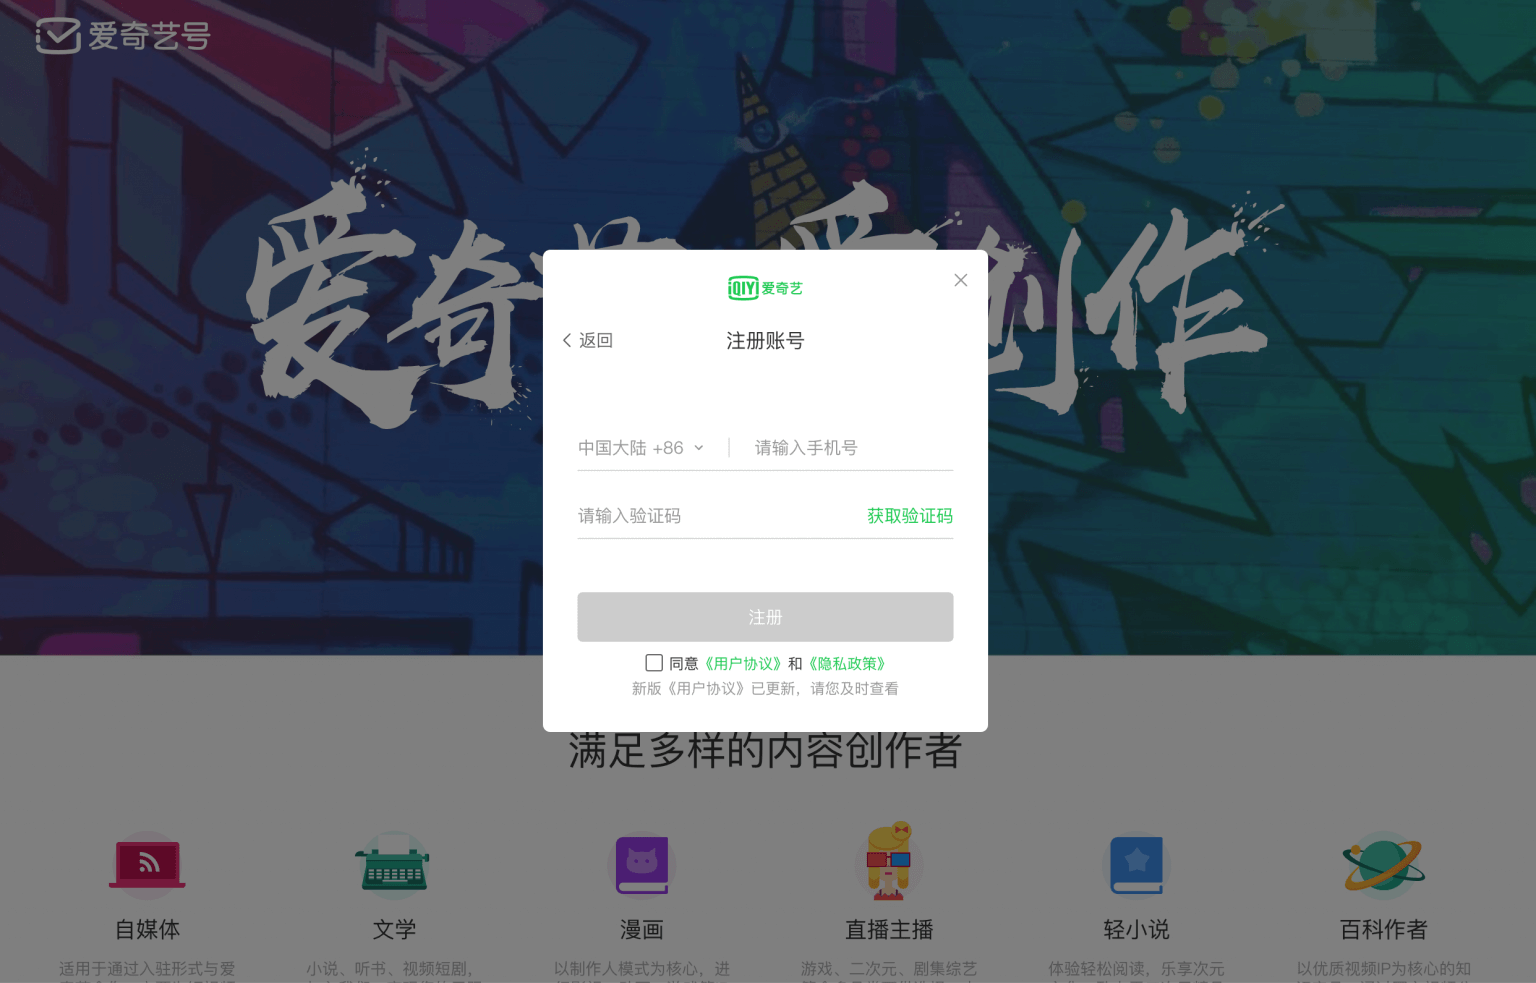 爱奇艺号
爱奇
创作
iQIYI 爱奇艺
返回
注册账号
中国大陆 +86
请输入手机号
请输入验证码
获取验证码
注册
同意《用户协议》和《隐私政策》
新版《用户协议》已更新，请您及时查看
满足多样的内容创作者
自媒体
文学
漫画
直播主播
轻小说
百科作者
适用于通过入驻形式与爱
小说、听书、视频短剧，
以制作人模式为核心，进
游戏、二次元、剧集综艺
体验轻松阅读，乐享次元
以优质视频IP为核心的知